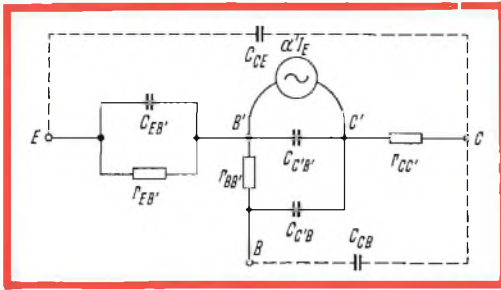 α'I_E
C_CE
C_EB'
E
B'
C'
C
r_EB'
r_BB'
C_C'B'
r_CC'
C_C'B
B
C_CB